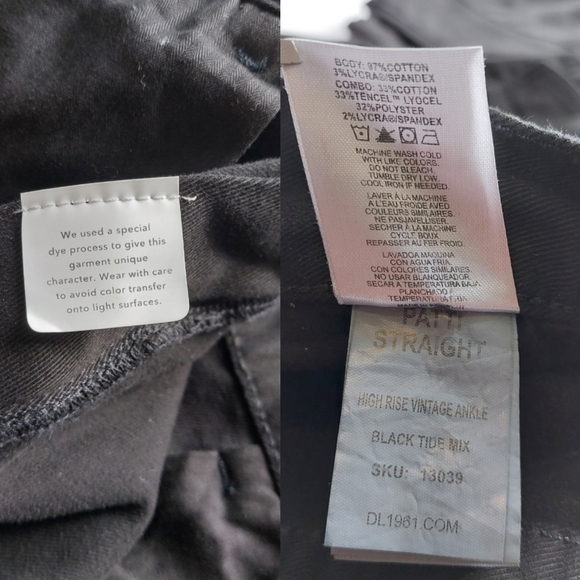 We used a special
dye process to give this
garment unique
character. Wear with care
to avoid color transfer
onto light surfaces.
BODY: 97%COTTON
3%LYCRA®/SPANDEX
COMBO: 33%COTTON
33%TENCEL™ LYOCEL
32%POLYSTER
2%LYCRA®/SPANDEX
MACHINE WASH COLD
WITH LIKE COLORS.
DO NOT BLEACH.
TUMBLE DRY LOW.
COOL IRON IF NEEDED.
LAVER À LA MACHINE
A L'EAU FROIDE AVED
COULEURS SIMILAIRES.
NE PASJAVELLISER.
SECHER À LA MACHINE
CYCLE BOUX.
REPASSER AU FER FROID.
LAVADOA MAQUINA
CON AGUA FRIA.
CON COLORES SIMILARES.
NO USAR BLANQUEADOR.
SECAR A TEMPERATURA BAJA
PLANCHADO
TEMPERATURA
PATTI
STRAIGHT
HIGH RISE VINTAGE ANKLE
BLACK TIDE MIX
SKU: 13039
DL1961.COM